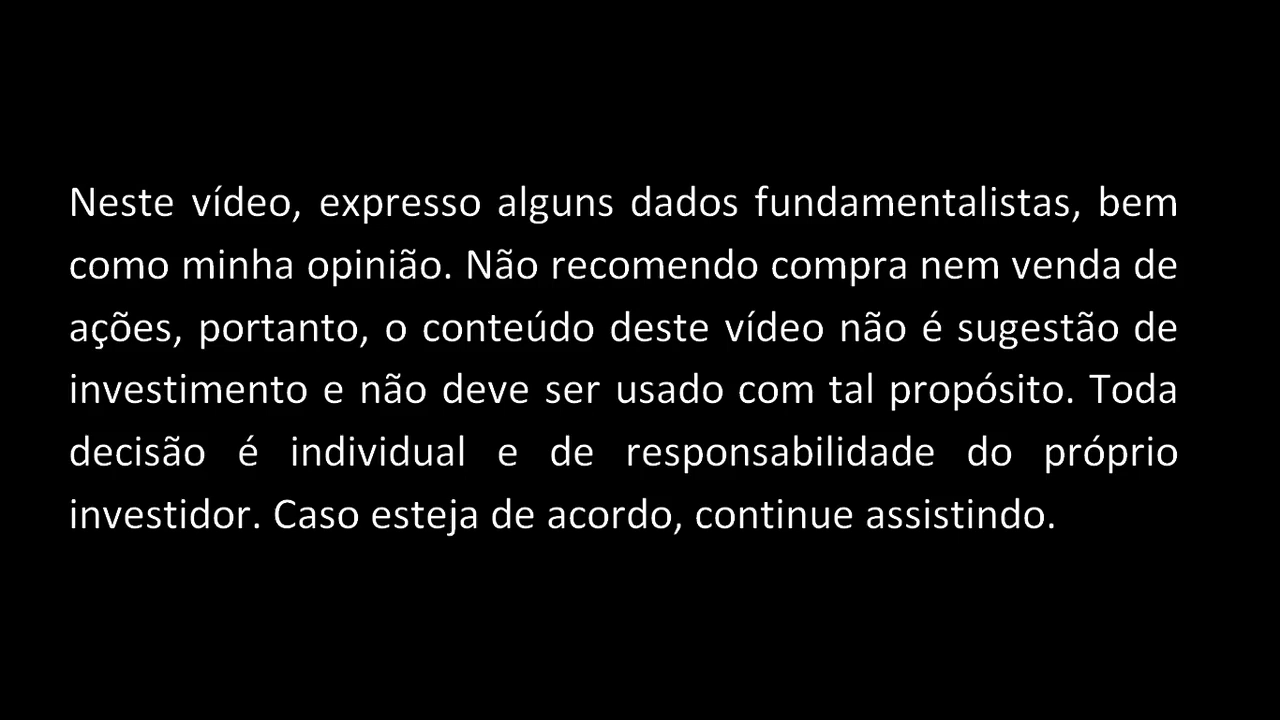 Neste vídeo, expresso alguns dados fundamentalistas, bem
como minha opinião. Não recomendo compra nem venda de
ações, portanto, o conteúdo deste vídeo não é sugestão de
investimento e não deve ser usado com tal propósito. Toda
decisão é individual e de responsabilidade do próprio
investidor. Caso esteja de acordo, continue assistindo.